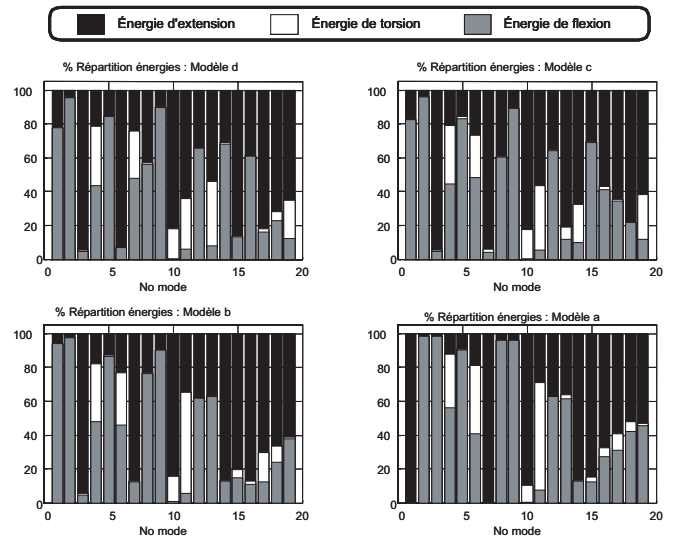 Énergie d'extension Énergie de torsion Énergie de flexion
% Répartition énergies : Modèle d
100
80
60
40
20
0
0 5 10 15 20
No mode
% Répartition énergies : Modèle c
100
80
60
40
20
0
0 5 10 15 20
No mode
% Répartition énergies : Modèle b
100
80
60
40
20
0
0 5 10 15 20
No mode
% Répartition énergies : Modèle a
100
80
60
40
20
0
0 5 10 15 20
No mode